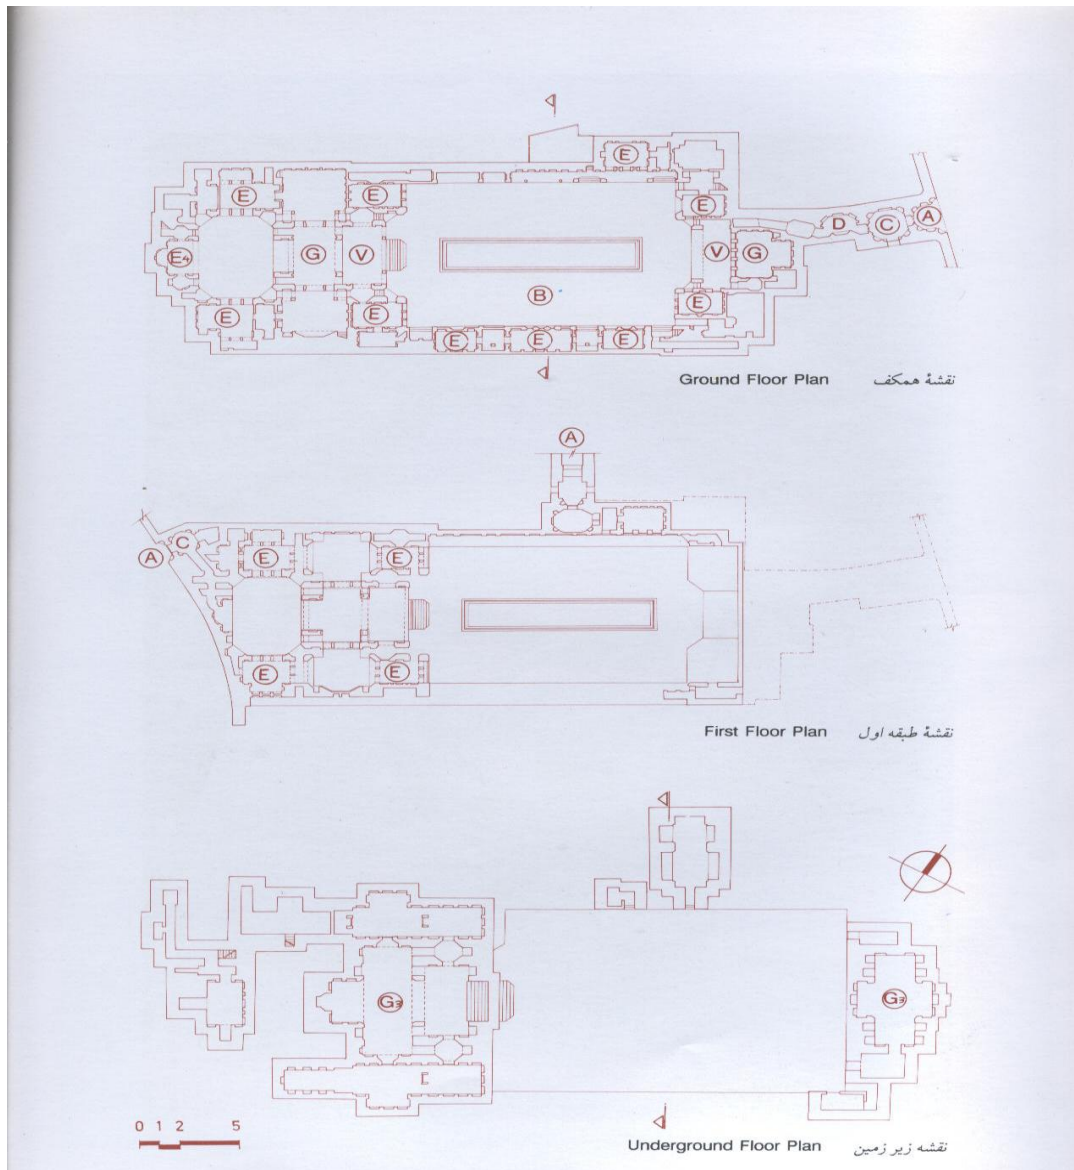 E
E E
E A
D C
E4 G V V G
B
E E E
E E E
Ground Floor Plan نقشهٔ همکف
A
A C E E
E E
First Floor Plan نقشهٔ طبقه اول
G3 G3
0 1 2 5
Underground Floor Plan نقشه زیر زمین